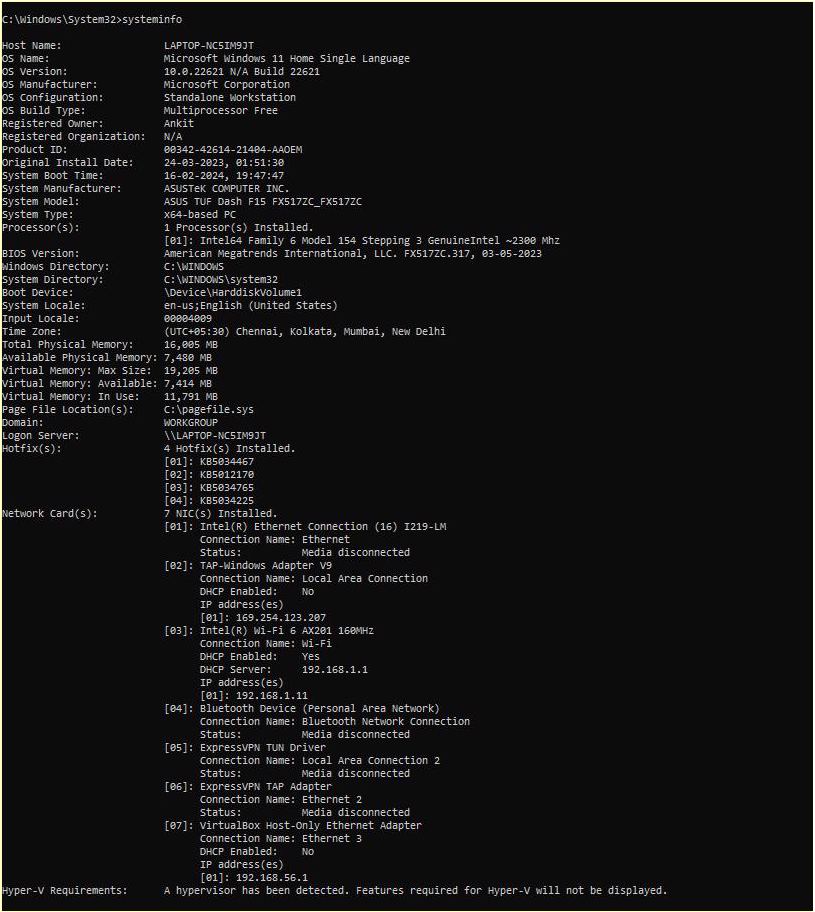 C:\Windows\System32>systeminfo
Host Name: LAPTOP-NC5IM9JT
OS Name: Microsoft Windows 11 Home Single Language
OS Version: 10.0.22621 N/A Build 22621
OS Manufacturer: Microsoft Corporation
OS Configuration: Standalone Workstation
OS Build Type: Multiprocessor Free
Registered Owner: Ankit
Registered Organization: N/A
Product ID: 00342-42614-21404-AAOEM
Original Install Date: 24-03-2023, 01:51:30
System Boot Time: 16-02-2024, 19:47:47
System Manufacturer: ASUSTeK COMPUTER INC.
System Model: ASUS TUF Dash F15 FX517ZC_FX517ZC
System Type: x64-based PC
Processor(s): 1 Processor(s) Installed.
[01]: Intel64 Family 6 Model 154 Stepping 3 GenuineIntel ~2300 Mhz
BIOS Version: American Megatrends International, LLC. FX517ZC.317, 03-05-2023
Windows Directory: C:\WINDOWS
System Directory: C:\WINDOWS\system32
Boot Device: \Device\HarddiskVolume1
System Locale: en-us;English (United States)
Input Locale: 00004009
Time Zone: (UTC+05:30) Chennai, Kolkata, Mumbai, New Delhi
Total Physical Memory: 16,005 MB
Available Physical Memory: 7,480 MB
Virtual Memory: Max Size: 19,205 MB
Virtual Memory: Available: 7,414 MB
Virtual Memory: In Use: 11,791 MB
Page File Location(s): C:\pagefile.sys
Domain: WORKGROUP
Logon Server: \\LAPTOP-NC5IM9JT
Hotfix(s): 4 Hotfix(s) Installed.
[01]: KB5034467
[02]: KB5012170
[03]: KB5034765
[04]: KB5034225
Network Card(s): 7 NIC(s) Installed.
[01]: Intel(R) Ethernet Connection (16) I219-LM
Connection Name: Ethernet
Status: Media disconnected
[02]: TAP-Windows Adapter V9
Connection Name: Local Area Connection
DHCP Enabled: No
IP address(es)
[01]: 169.254.123.207
[03]: Intel(R) Wi-Fi 6 AX201 160MHz
Connection Name: Wi-Fi
DHCP Enabled: Yes
DHCP Server: 192.168.1.1
IP address(es)
[01]: 192.168.1.11
[04]: Bluetooth Device (Personal Area Network)
Connection Name: Bluetooth Network Connection
Status: Media disconnected
[05]: ExpressVPN TUN Driver
Connection Name: Local Area Connection 2
Status: Media disconnected
[06]: ExpressVPN TAP Adapter
Connection Name: Ethernet 2
Status: Media disconnected
[07]: VirtualBox Host-Only Ethernet Adapter
Connection Name: Ethernet 3
DHCP Enabled: No
IP address(es)
[01]: 192.168.56.1
Hyper-V Requirements: A hypervisor has been detected. Features required for Hyper-V will not be displayed.